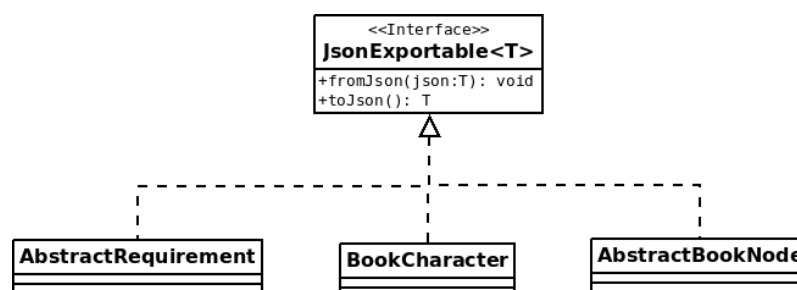 <<Interface>>
JsonExportable<T>
+fromJson(json:T): void
+toJson(): T
AbstractRequirement
BookCharacter
AbstractBookNode